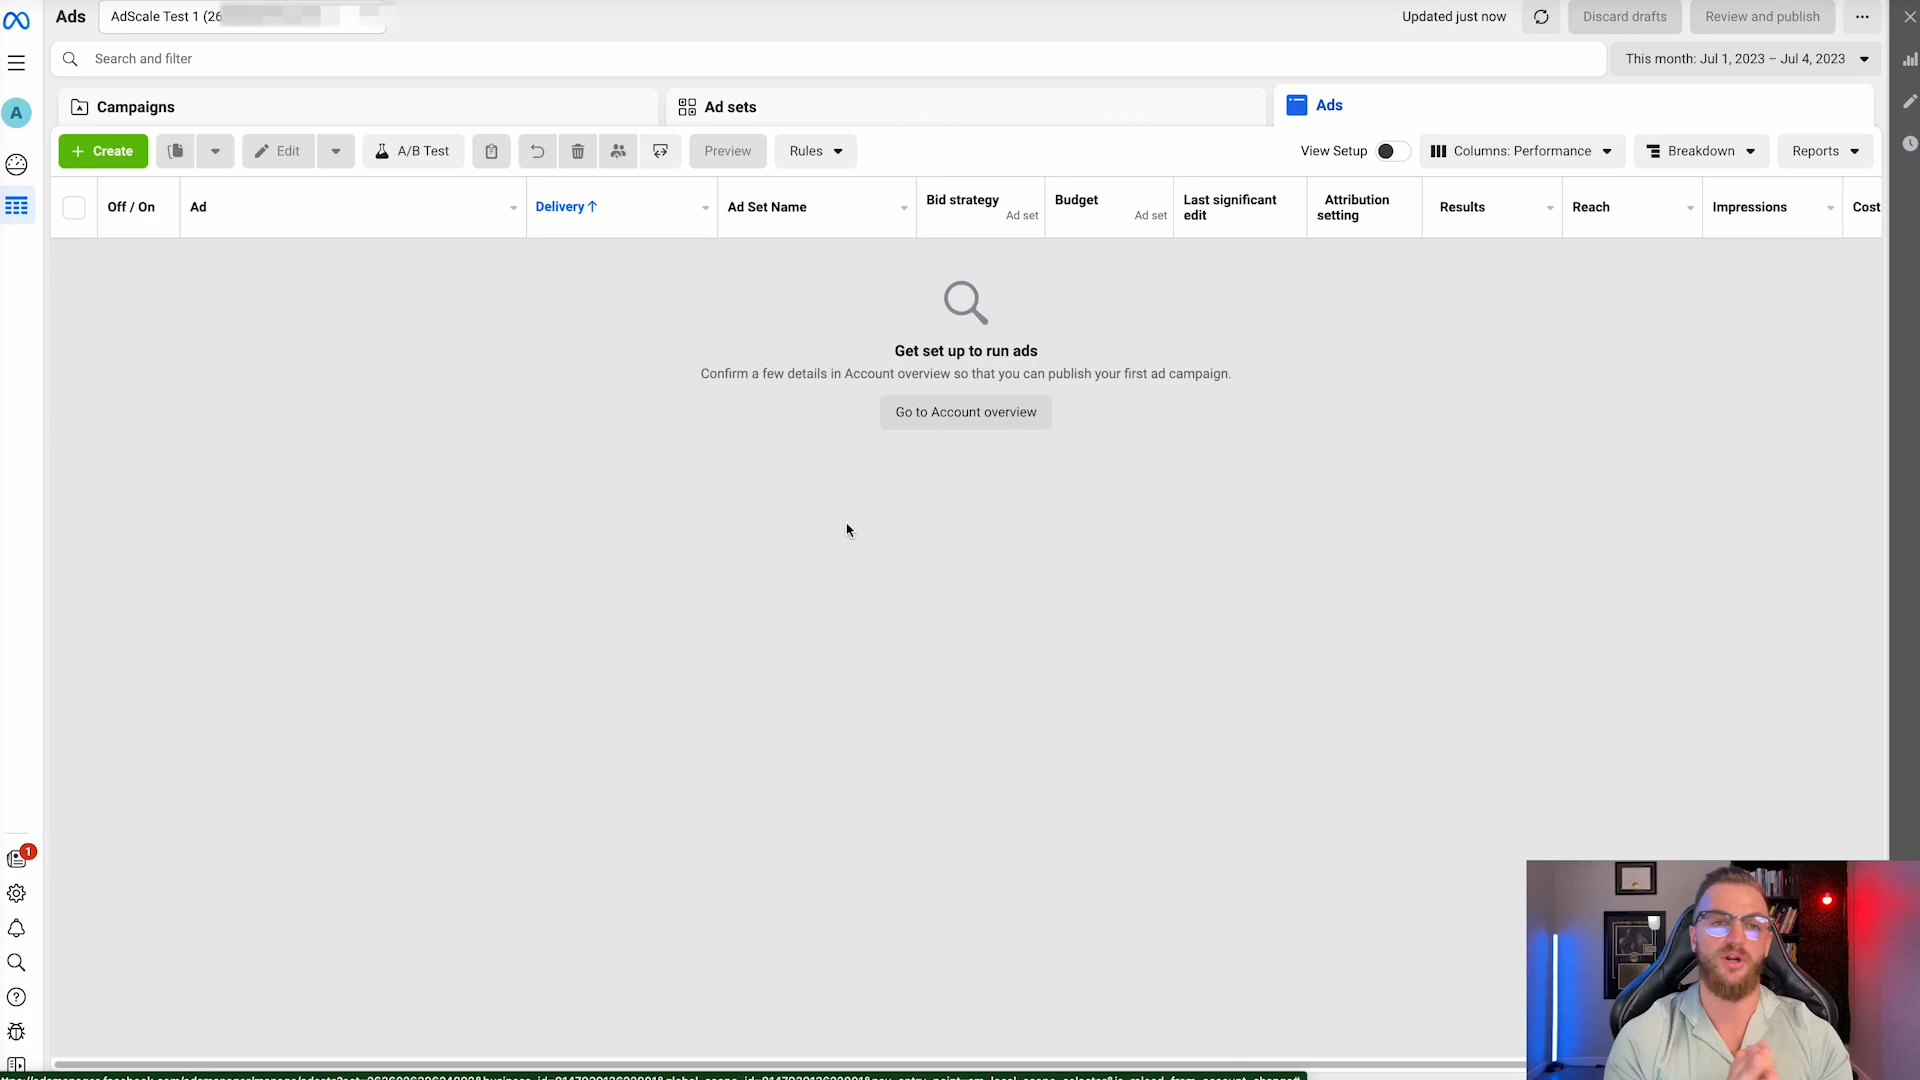 Ads
AdScale Test 1 (26
Updated just now
Discard drafts
Review and publish
Search and filter
This month: Jul 1, 2023 – Jul 4, 2023
A
Campaigns
Ad sets
Ads
+ Create
Edit
A/B Test
Preview
Rules
View Setup
Columns: Performance
Breakdown
Reports
Off / On
Ad
Delivery ↑
Ad Set Name
Bid strategy
Ad set
Budget
Ad set
Last significant
edit
Attribution
setting
Results
Reach
Impressions
Cost
Get set up to run ads
Confirm a few details in Account overview so that you can publish your first ad campaign.
Go to Account overview
1